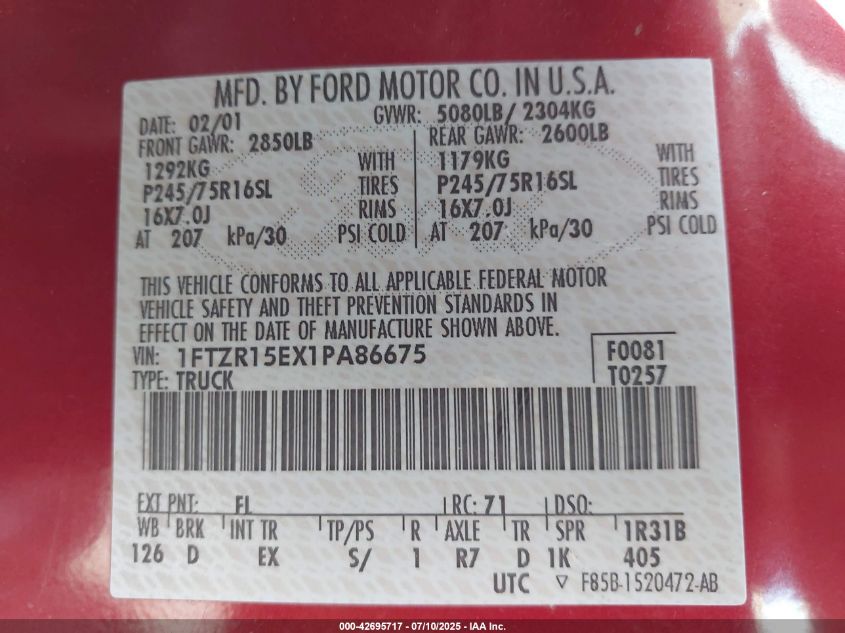 MFD. BY FORD MOTOR CO. IN U.S.A.
DATE: 02/01 GVWR: 5080LB/ 2304KG
FRONT GAWR: 2850LB REAR GAWR: 2600LB
1292KG WITH 1179KG WITH
P245/75R16SL TIRES P245/75R16SL TIRES
16X7.0J RIMS 16X7.0J RIMS
AT 207 kPa/30 PSI COLD AT 207 kPa/30 PSI COLD
THIS VEHICLE CONFORMS TO ALL APPLICABLE FEDERAL MOTOR
VEHICLE SAFETY AND THEFT PREVENTION STANDARDS IN
EFFECT ON THE DATE OF MANUFACTURE SHOWN ABOVE.
VIN: 1FTZR15EX1PA86675 F0081
TYPE: TRUCK T0257
EXT PNT: FL RC: 71 DSO:
WB BRK INT TR TP/PS R AXLE TR SPR 1R31B
126 D EX S/ 1 R7 D 1K 405
UTC ▽ F85B-1520472-AB
000-42695717 - 07/10/2025 - IAA Inc.